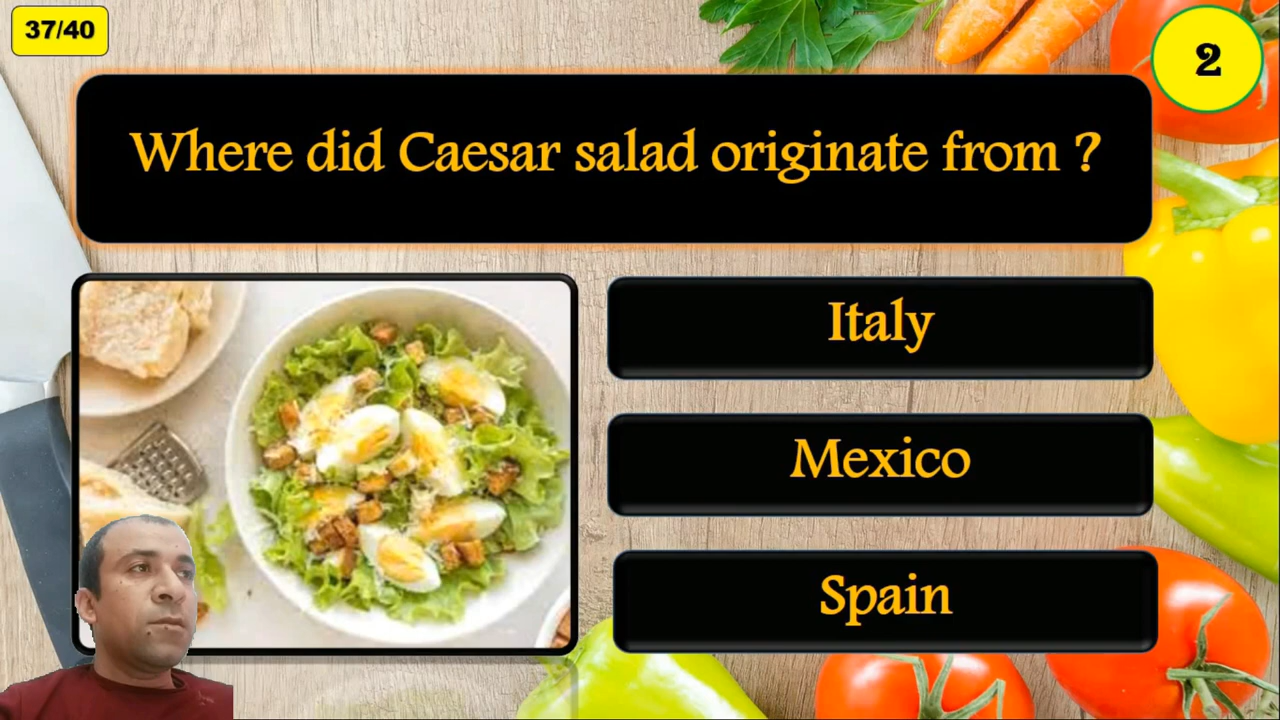 37/40
2
Where did Caesar salad originate from ?
Italy
Mexico
Spain